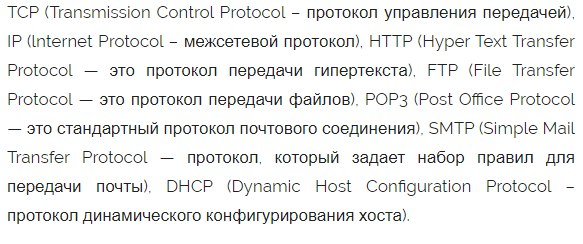 TCP (Transmission Control Protocol – протокол управления передачей),
IP (Internet Protocol – межсетевой протокол), HTTP (Hyper Text Transfer
Protocol — это протокол передачи гипертекста), FTP (File Transfer
Protocol — это протокол передачи файлов), POP3 (Post Office Protocol
— это стандартный протокол почтового соединения), SMTP (Simple Mail
Transfer Protocol — протокол, который задает набор правил для
передачи почты), DHCP (Dynamic Host Configuration Protocol –
протокол динамического конфигурирования хоста).